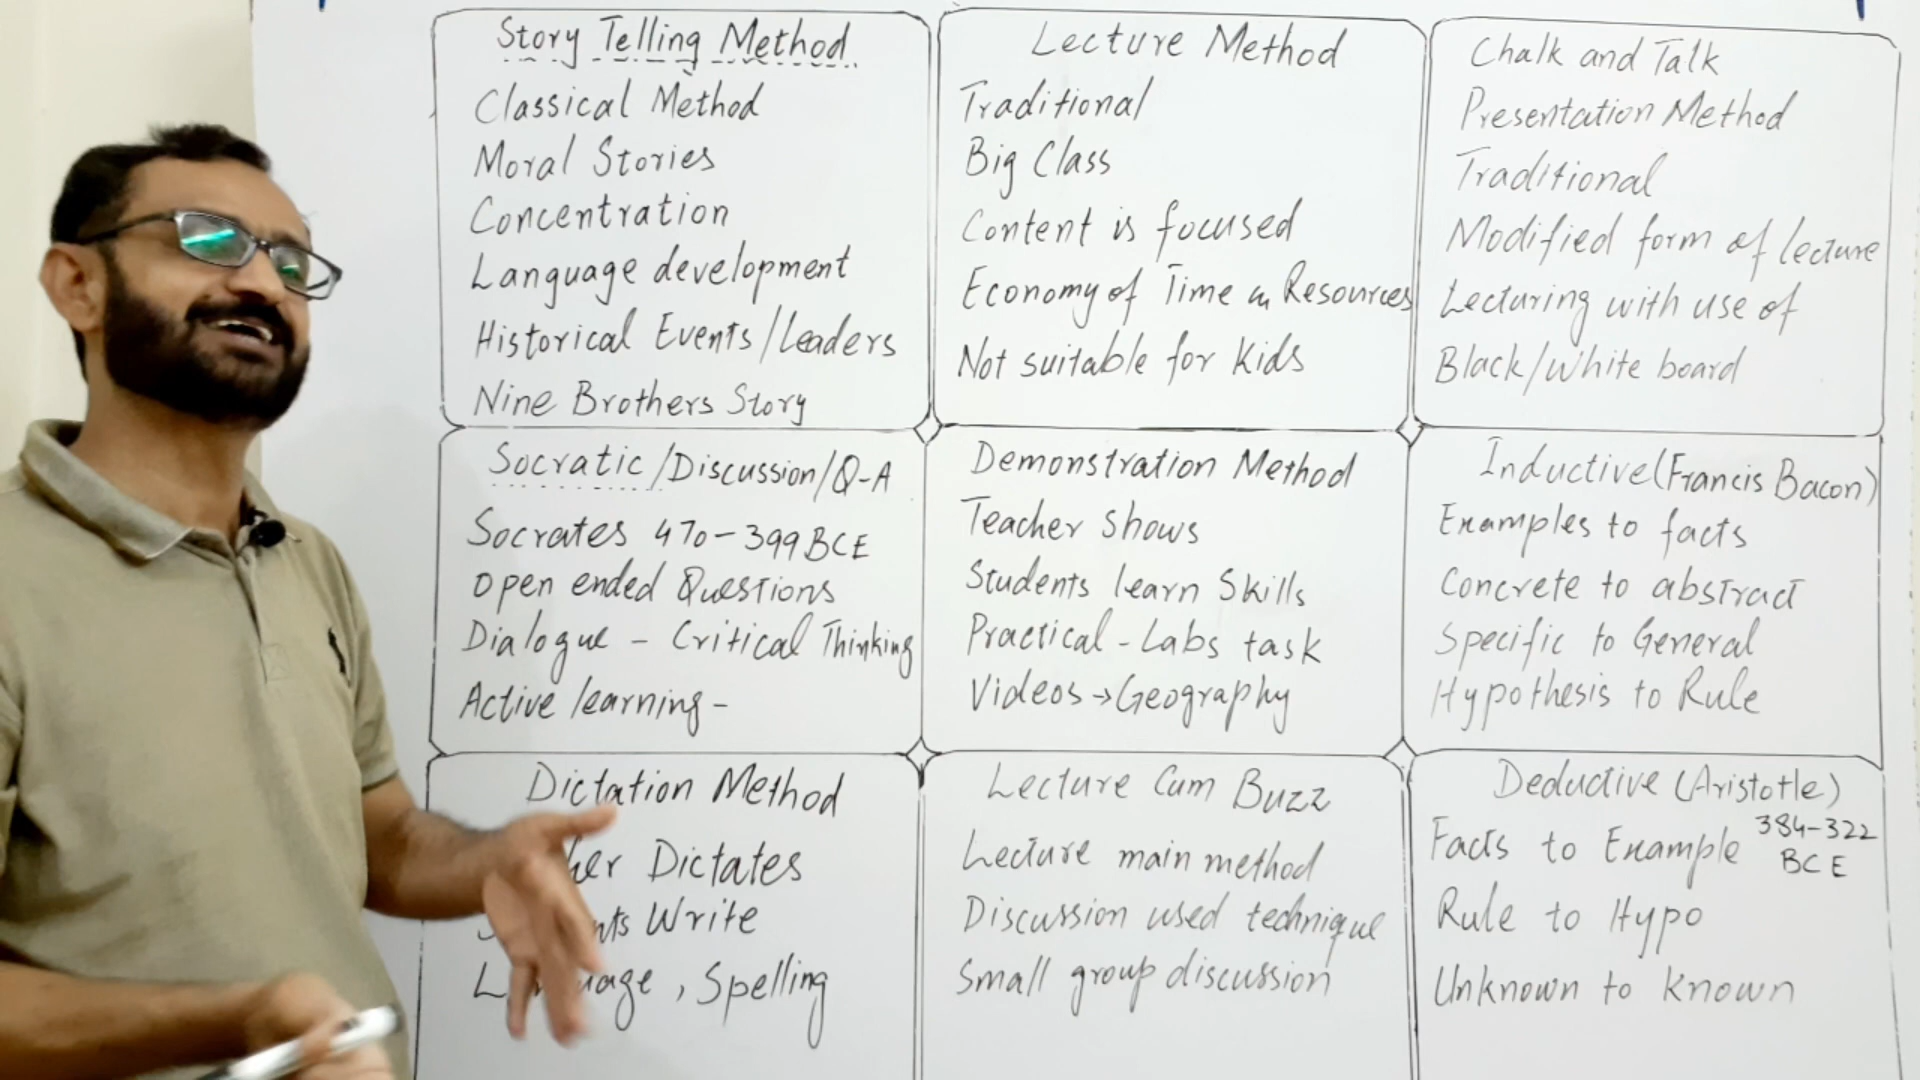 Story Telling Method
Classical Method
Moral Stories
Concentration
Language development
Historical Events/Leaders
Nine Brothers Story
Lecture Method
Traditional
Big Class
Content is focused
Economy of Time Resources
Not suitable for Kids
Chalk and Talk
Presentation Method
Traditional
Modified form of lecture
Lecturing with use of
Black/White board
Socratic/Discussion/Q-A
Socrates 470-399 BCE
Open ended Questions
Dialogue - Critical Thinking
Active learning -
Demonstration Method
Teacher Shows
Students learn Skills
Practical - Labs task
Videos → Geography
Inductive (Francis Bacon)
Examples to facts
Concrete to abstract
Specific to General
Hypothesis to Rule
Dictation Method
Dictates
Write
, Spelling
Lecture Cum Buzz
Lecture main method
Discussion used technique
Small group discussion
Deductive (Aristotle)
384-322
BCE
Facts to Example
Rule to Hypo
Unknown to known